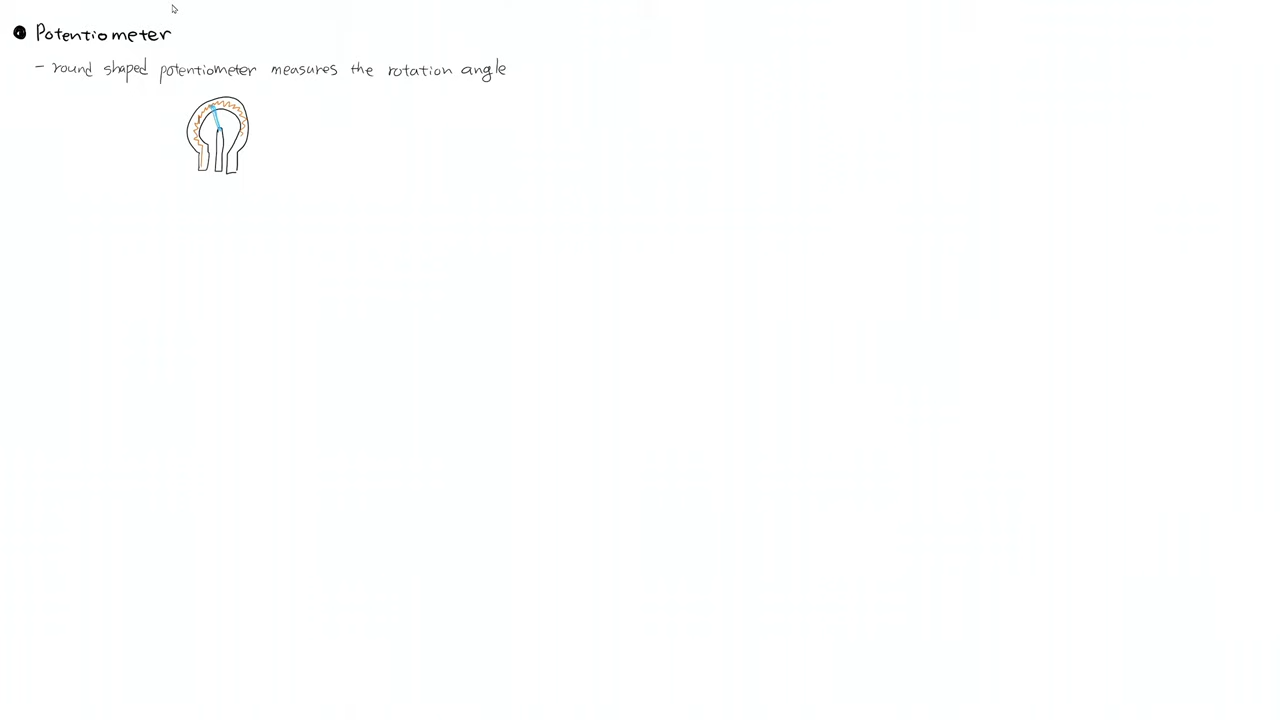 ● Potentiometer
- round shaped potentiometer measures the rotation angle